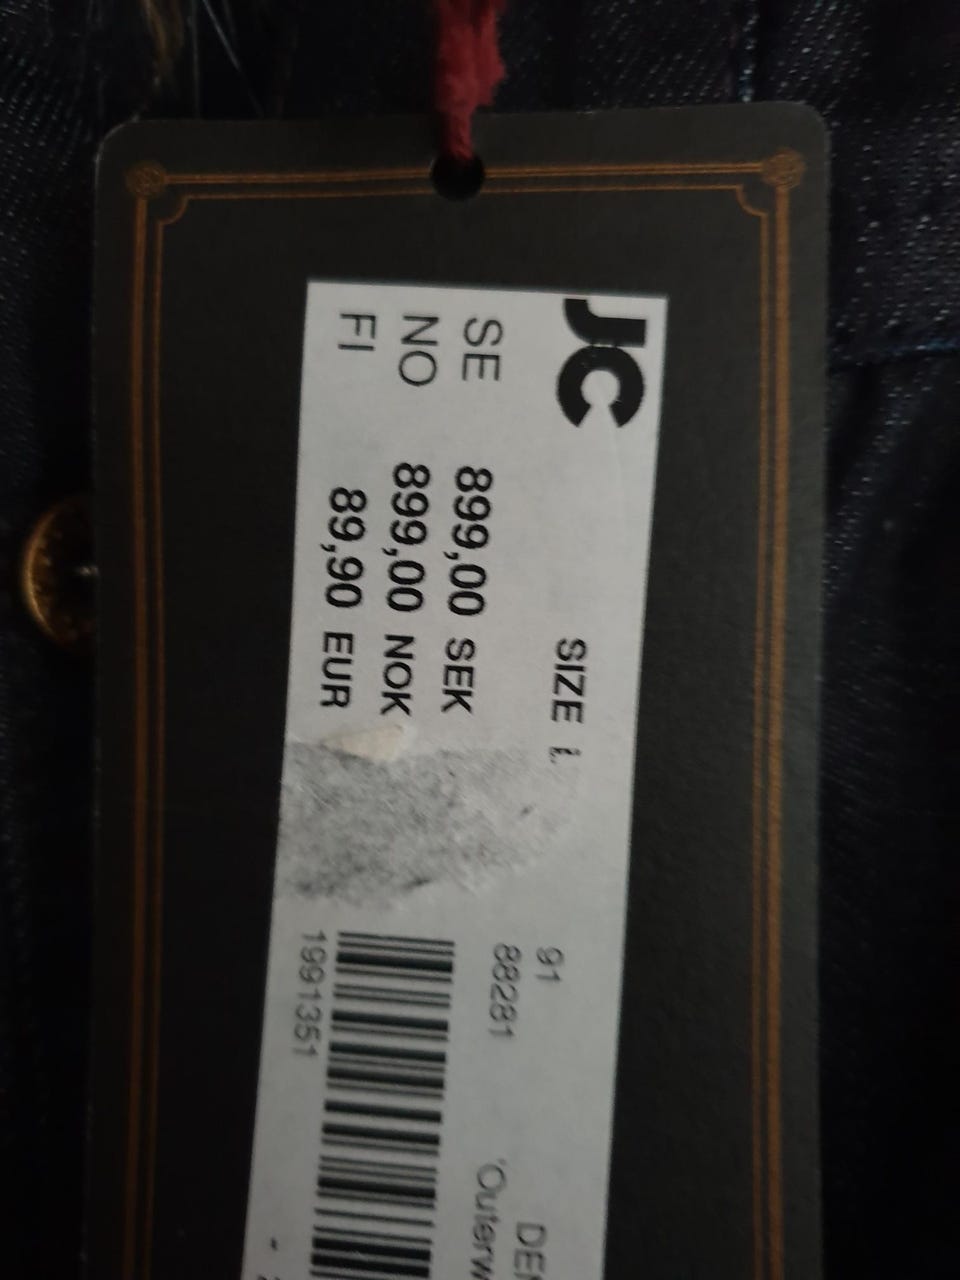 JC
SIZE
SE 899,00 SEK
NO 899,00 NOK
FI 89,90 EUR
91
88281
1991351